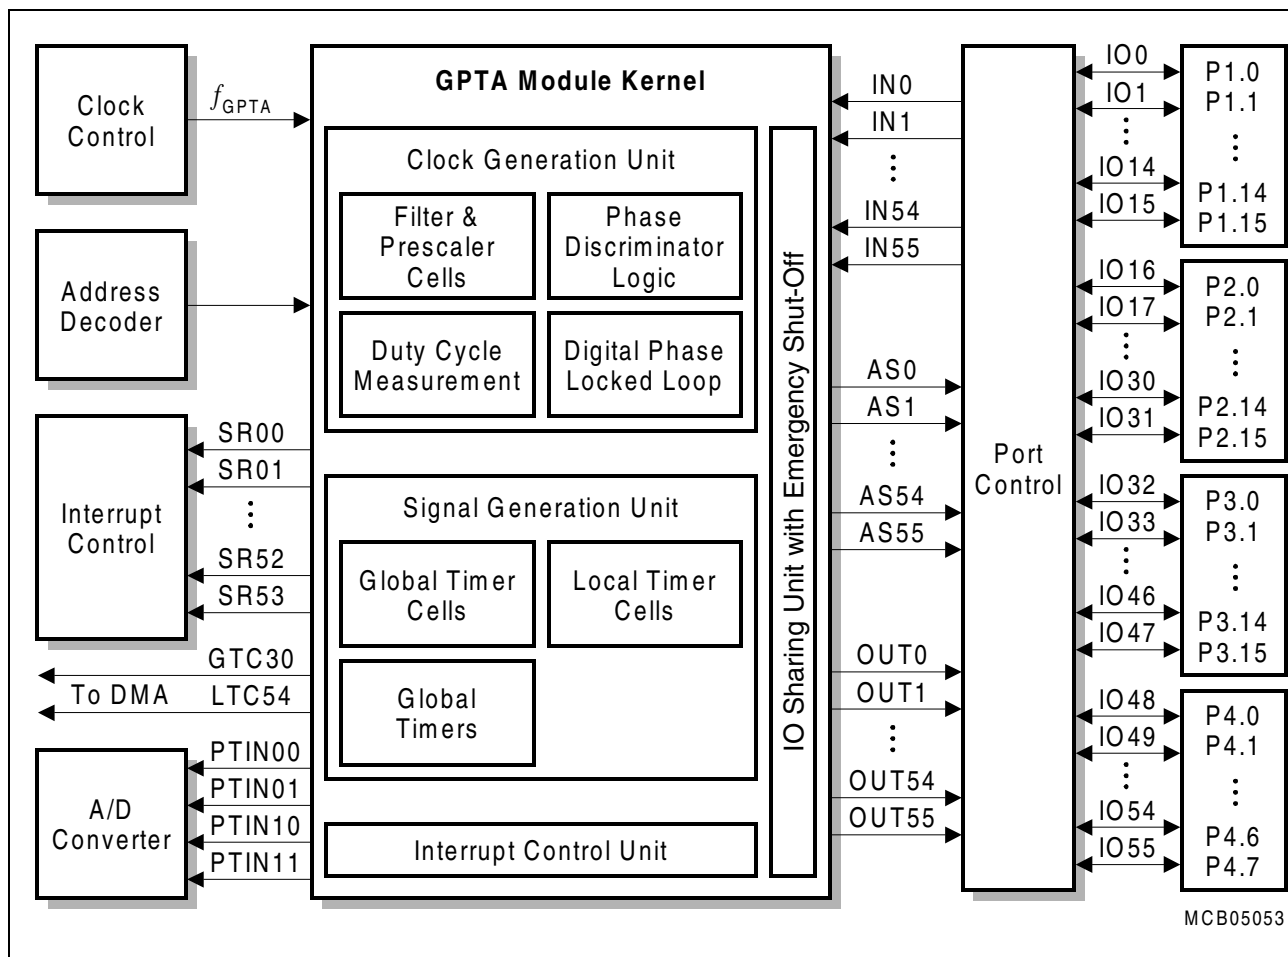 Clock
Control
f GPTA
Address
Decoder
SR00
SR01
Interrupt
Control
SR52
SR53
GTC30
To DMA LTC54
PTIN00
PTIN01
A/D
Converter
PTIN10
PTIN11
GPTA Module Kernel
Clock Generation Unit
Filter &
Prescaler
Cells
Phase
Discriminator
Logic
Duty Cycle
Measurement
Digital Phase
Locked Loop
Signal Generation Unit
Global Timer
Cells
Local Timer
Cells
Global
Timers
Interrupt Control Unit
IO Sharing Unit with Emergency Shut-Off
IN0
IN1
IN54
IN55
AS0
AS1
AS54
AS55
OUT0
OUT1
OUT54
OUT55
Port
Control
IO0
IO1
IO14
IO15
IO16
IO17
IO30
IO31
IO32
IO33
IO46
IO47
IO48
IO49
IO54
IO55
P1.0
P1.1
P1.14
P1.15
P2.0
P2.1
P2.14
P2.15
P3.0
P3.1
P3.14
P3.15
P4.0
P4.1
P4.6
P4.7
MCB05053